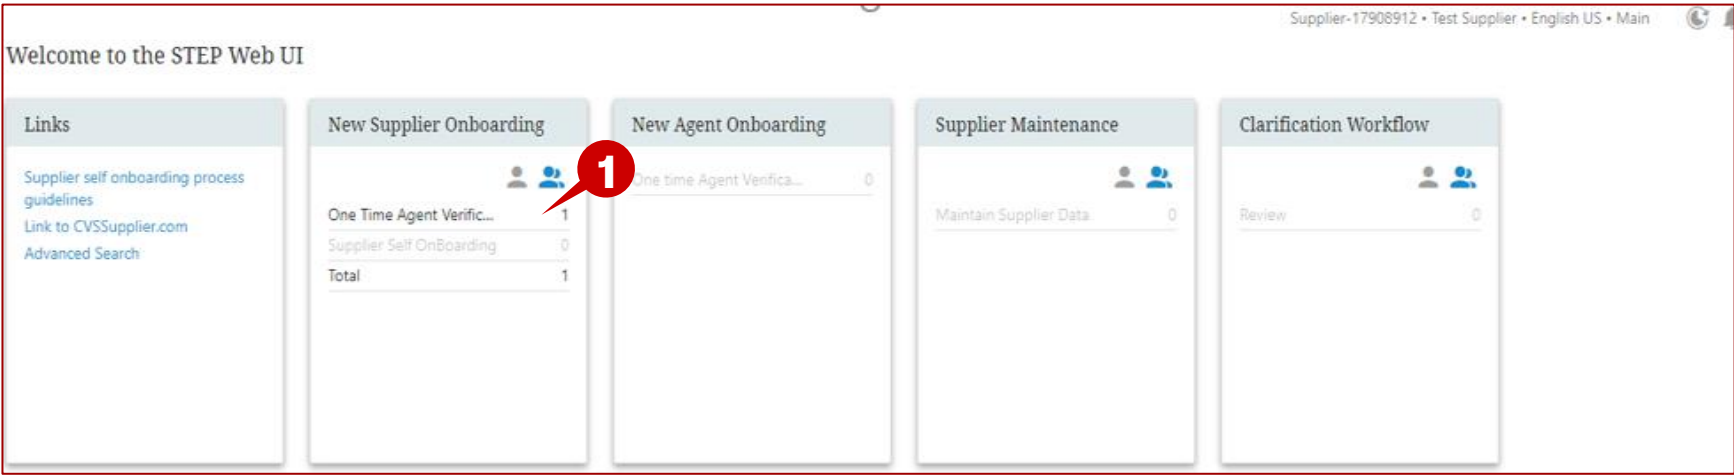 Supplier-17908912 • Test Supplier • English US • Main
Welcome to the STEP Web UI
Links
Supplier self onboarding process
guidelines
Link to CVSSupplier.com
Advanced Search
New Supplier Onboarding
1
One Time Agent Verific... 1
Supplier Self OnBoarding 0
Total 1
New Agent Onboarding
One time Agent Verifica... 0
Supplier Maintenance
Maintain Supplier Data 0
Clarification Workflow
Review 0